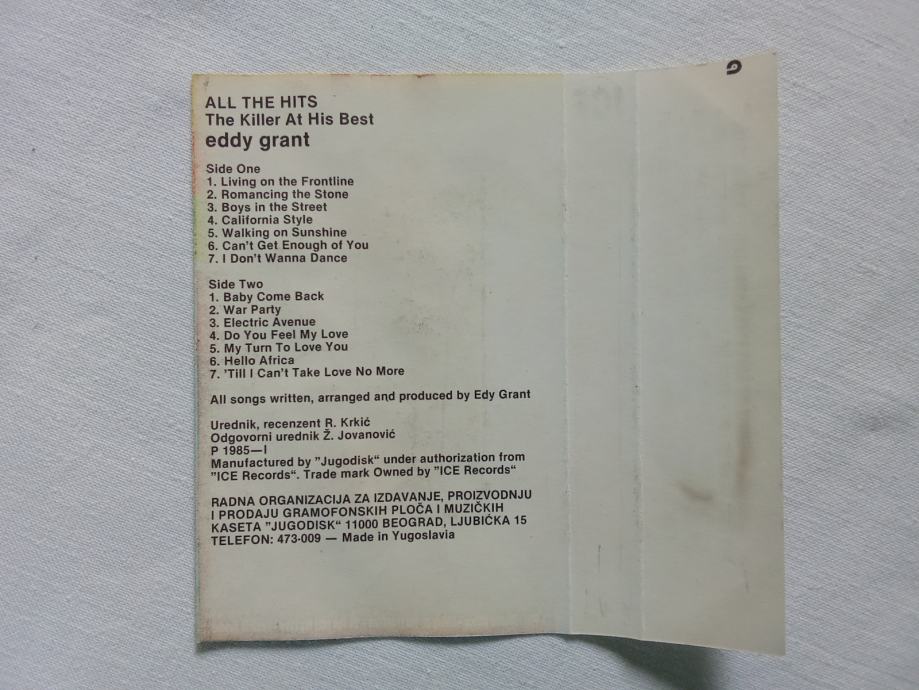 ALL THE HITS
The Killer At His Best
eddy grant
Side One
1. Living on the Frontline
2. Romancing the Stone
3. Boys in the Street
4. California Style
5. Walking on Sunshine
6. Can't Get Enough of You
7. I Don't Wanna Dance
Side Two
1. Baby Come Back
2. War Party
3. Electric Avenue
4. Do You Feel My Love
5. My Turn To Love You
6. Hello Africa
7. 'Till I Can't Take Love No More
All songs written, arranged and produced by Edy Grant
Urednik, recenzent R. Krkić
Odgovorni urednik Ž. Jovanović
P 1985—I
Manufactured by ”Jugodisk“ under authorization from
”ICE Records“. Trade mark Owned by ”ICE Records“
RADNA ORGANIZACIJA ZA IZDAVANJE, PROIZVODNJU
I PRODAJU GRAMOFONSKIH PLOČA I MUZIČKIH
KASETA ”JUGODISK“ 11000 BEOGRAD, LJUBIĆKA 15
TELEFON: 473-009 — Made in Yugoslavia